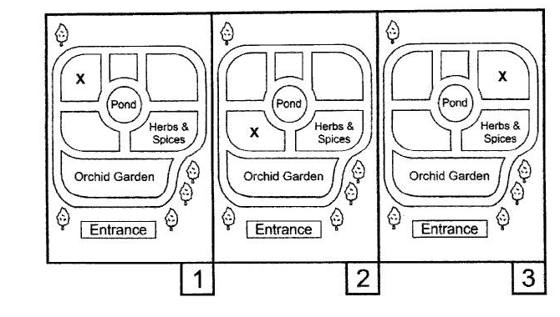 X
Pond
Herbs &
Spices
Orchid Garden
Entrance
1
Pond
X
Herbs &
Spices
Orchid Garden
Entrance
2
X
Pond
Herbs &
Spices
Orchid Garden
Entrance
3